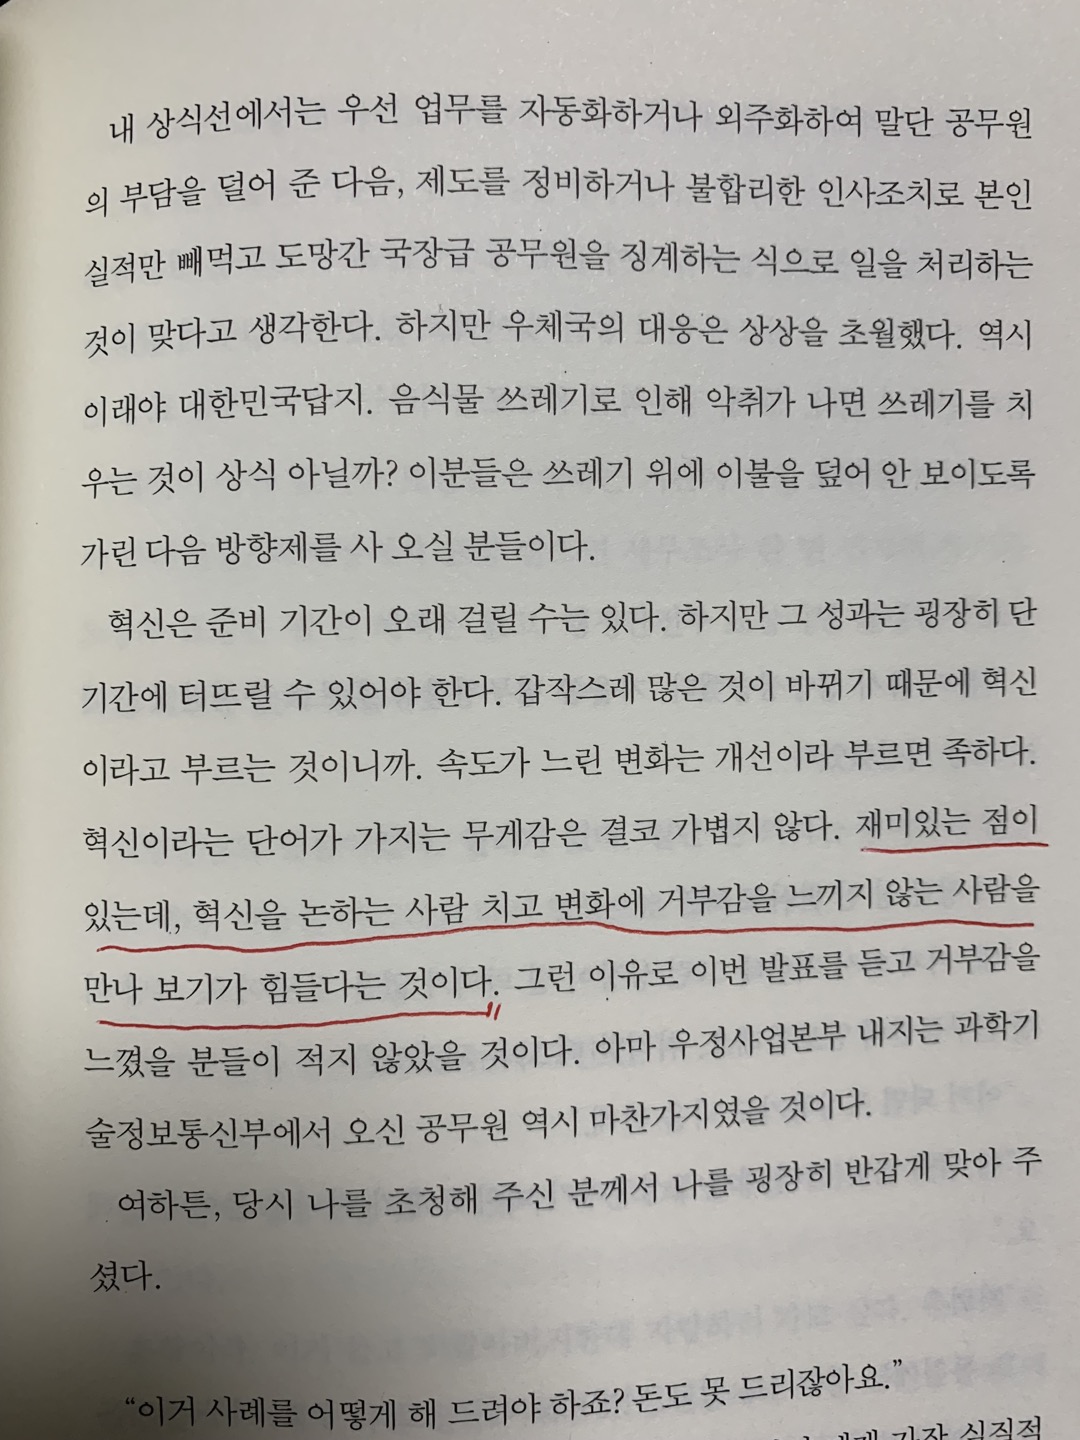 내 상식선에서는 우선 업무를 자동화하거나 외주화하여 말단 공무원
의 부담을 덜어 준 다음, 제도를 정비하거나 불합리한 인사조치로 본인
실적만 빼먹고 도망간 국장급 공무원을 징계하는 식으로 일을 처리하는
것이 맞다고 생각한다. 하지만 우체국의 대응은 상상을 초월했다. 역시
이래야 대한민국답지. 음식물 쓰레기로 인해 악취가 나면 쓰레기를 치
우는 것이 상식 아닐까? 이분들은 쓰레기 위에 이불을 덮어 안 보이도록
가린 다음 방향제를 사 오실 분들이다.
혁신은 준비 기간이 오래 걸릴 수는 있다. 하지만 그 성과는 굉장히 단
기간에 터뜨릴 수 있어야 한다. 갑작스레 많은 것이 바뀌기 때문에 혁신
이라고 부르는 것이니까. 속도가 느린 변화는 개선이라 부르면 족하다.
혁신이라는 단어가 가지는 무게감은 결코 가볍지 않다. 재미있는 점이
있는데, 혁신을 논하는 사람 치고 변화에 거부감을 느끼지 않는 사람을
만나 보기가 힘들다는 것이다. 그런 이유로 이번 발표를 듣고 거부감을
느꼈을 분들이 적지 않았을 것이다. 아마 우정사업본부 내지는 과학기
술정보통신부에서 오신 공무원 역시 마찬가지였을 것이다.
여하튼, 당시 나를 초청해 주신 분께서 나를 굉장히 반갑게 맞아 주
셨다.
“이거 사례를 어떻게 해 드려야 하죠? 돈도 못 드리잖아요.”
가장 실질적